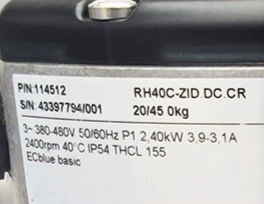 P/N:114512 RH40C-ZID DC.CR
S/N: 43397794/001 20/45.0kg
3~ 380-480V 50/60Hz P1 2,40kW 3,9-3,1A
2400rpm 40°C IP54 THCL 155
ECblue basic